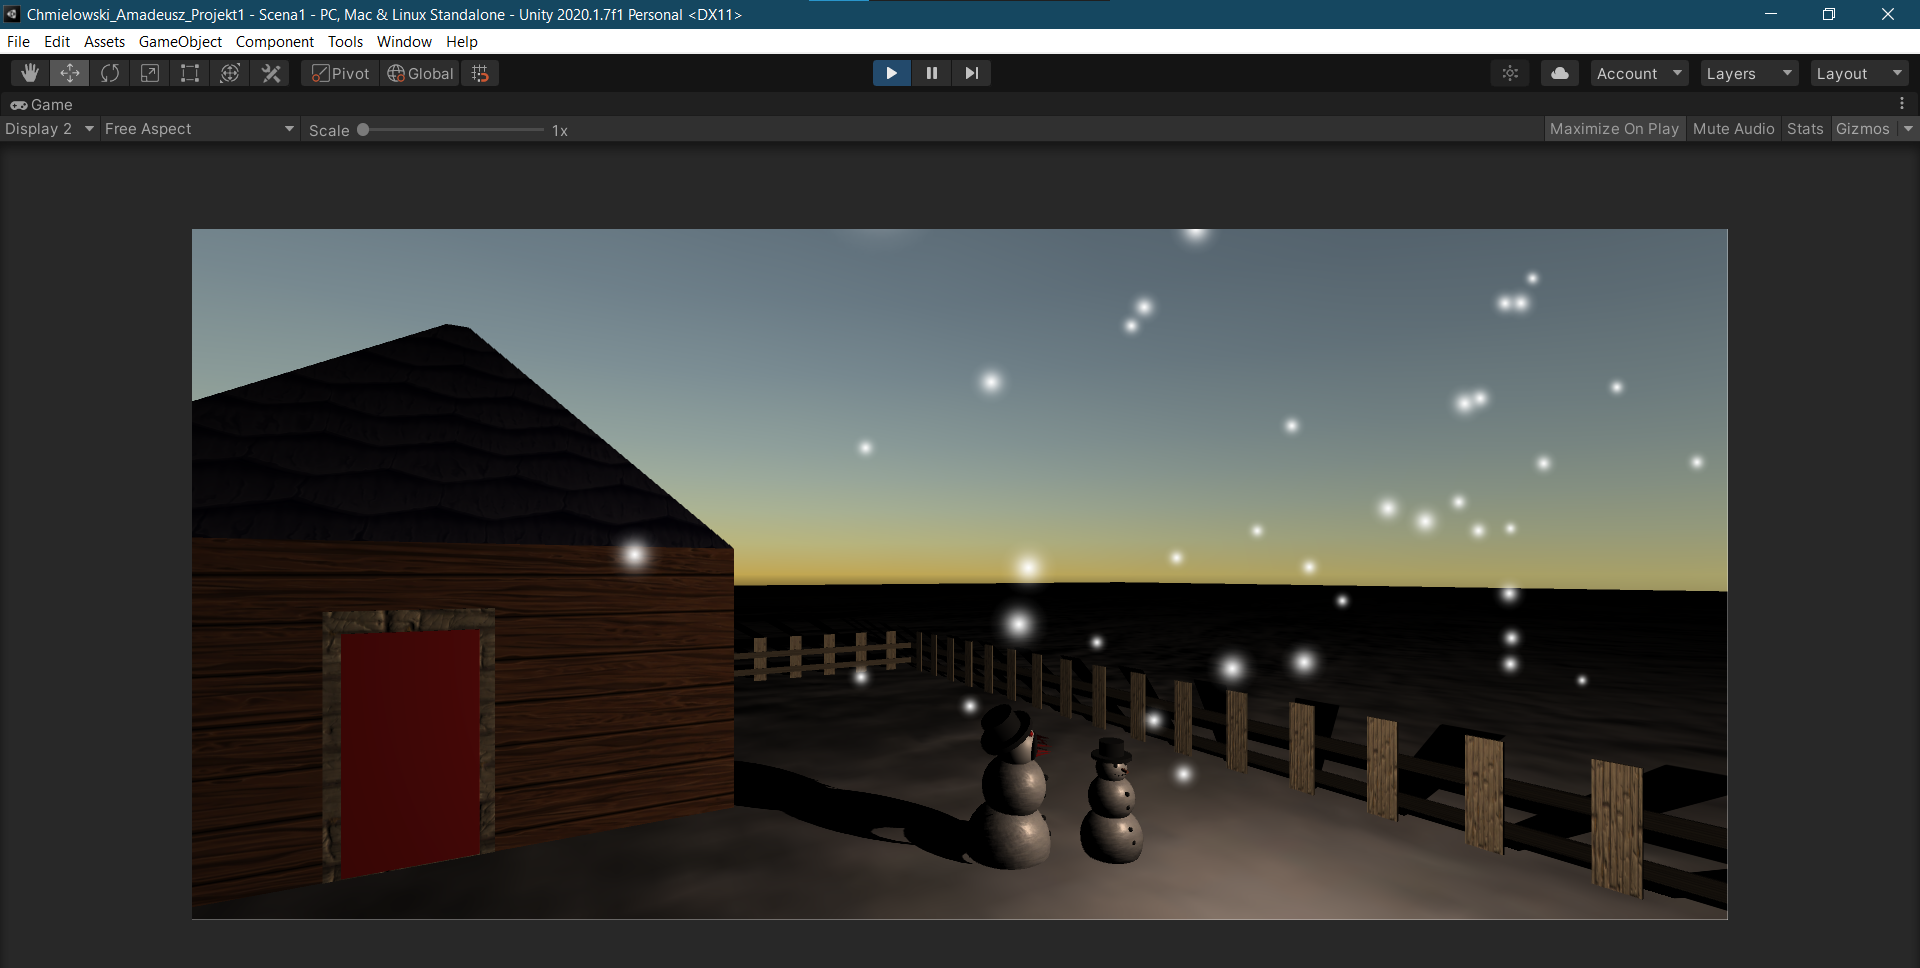 Chmielowski_Amadeusz_Projekt1 - Scena1 - PC, Mac & Linux Standalone - Unity 2020.1.7f1 Personal <DX11>
File Edit Assets GameObject Component Tools Window Help
Pivot Global Account Layers Layout
Game
Display 2 Free Aspect Scale 1x Maximize On Play Mute Audio Stats Gizmos